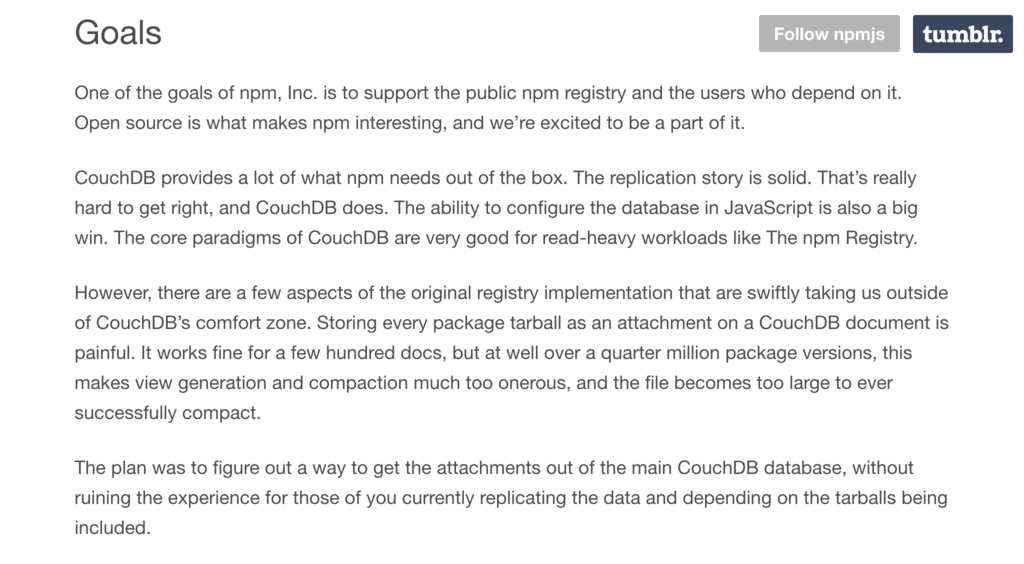 Goals
Follow npmjs
tumblr.
One of the goals of npm, Inc. is to support the public npm registry and the users who depend on it.
Open source is what makes npm interesting, and we’re excited to be a part of it.
CouchDB provides a lot of what npm needs out of the box. The replication story is solid. That’s really
hard to get right, and CouchDB does. The ability to configure the database in JavaScript is also a big
win. The core paradigms of CouchDB are very good for read-heavy workloads like The npm Registry.
However, there are a few aspects of the original registry implementation that are swiftly taking us outside
of CouchDB’s comfort zone. Storing every package tarball as an attachment on a CouchDB document is
painful. It works fine for a few hundred docs, but at well over a quarter million package versions, this
makes view generation and compaction much too onerous, and the file becomes too large to ever
successfully compact.
The plan was to figure out a way to get the attachments out of the main CouchDB database, without
ruining the experience for those of you currently replicating the data and depending on the tarballs being
included.